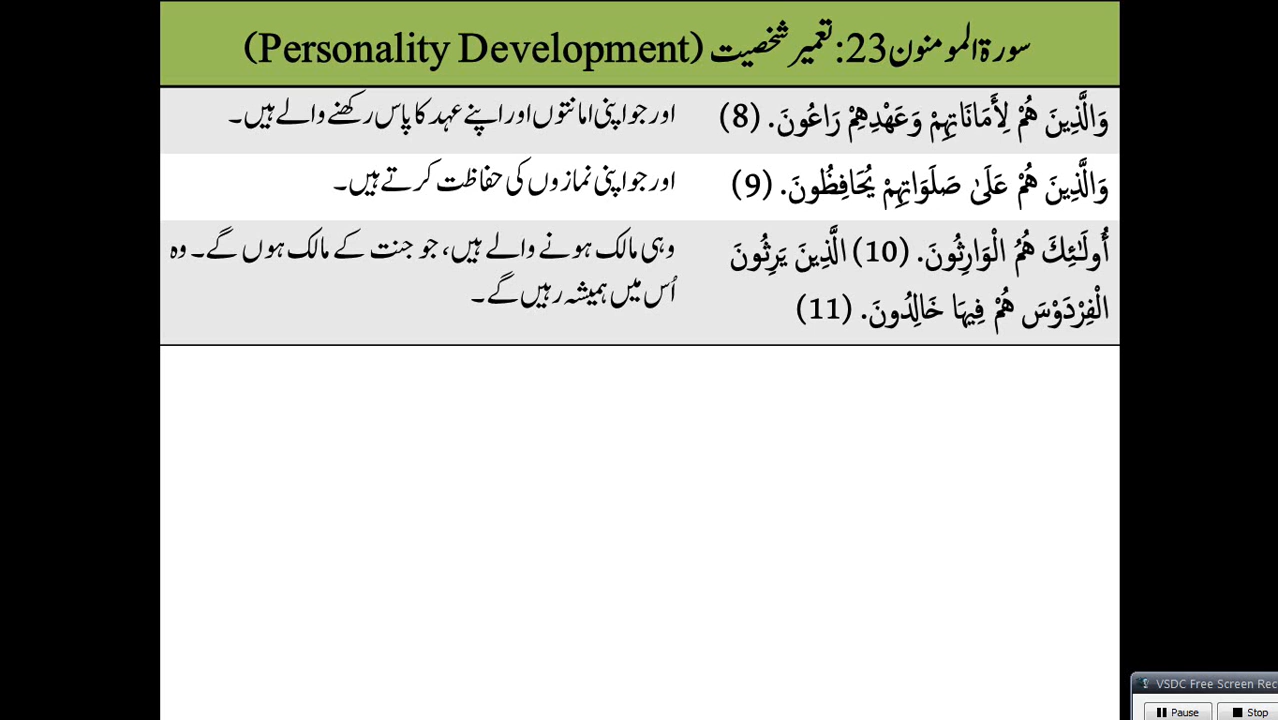 سورۃ المومنون 23: تعمیر شخصیت (Personality Development)
وَالَّذِينَ هُمْ لِأَمَانَاتِهِمْ وَعَهْدِهِمْ رَاعُونَ. (8)
اور جو اپنی امانتوں اور اپنے عہد کا پاس رکھنے والے ہیں۔
وَالَّذِينَ هُمْ عَلَىٰ صَلَوَاتِهِمْ يُحَافِظُونَ. (9)
اور جو اپنی نمازوں کی حفاظت کرتے ہیں۔
أُولَٰئِكَ هُمُ الْوَارِثُونَ. (10) الَّذِينَ يَرِثُونَ
الْفِرْدَوْسَ هُمْ فِيهَا خَالِدُونَ. (11)
وہی مالک ہونے والے ہیں، جو جنت کے مالک ہوں گے۔ وہ
اُس میں ہمیشہ رہیں گے۔
VSDC Free Screen Rec
Pause
Stop